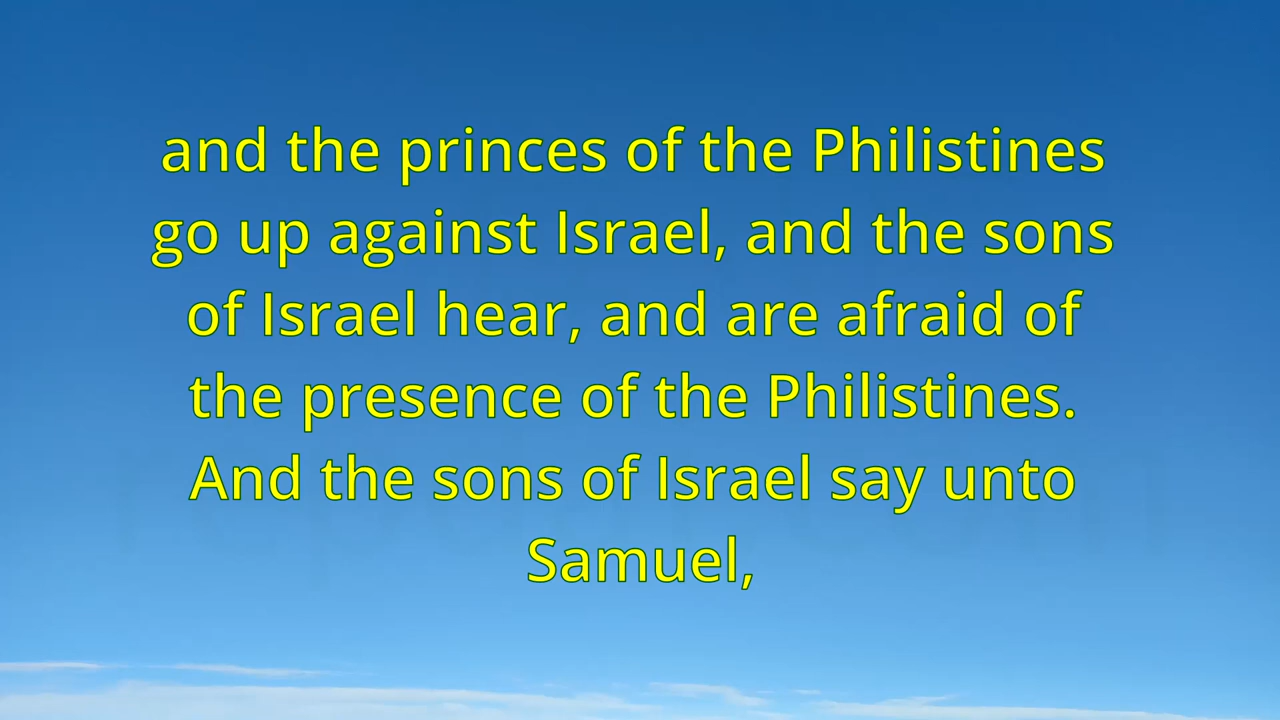 and the princes of the Philistines
go up against Israel, and the sons
of Israel hear, and are afraid of
the presence of the Philistines.
And the sons of Israel say unto
Samuel,